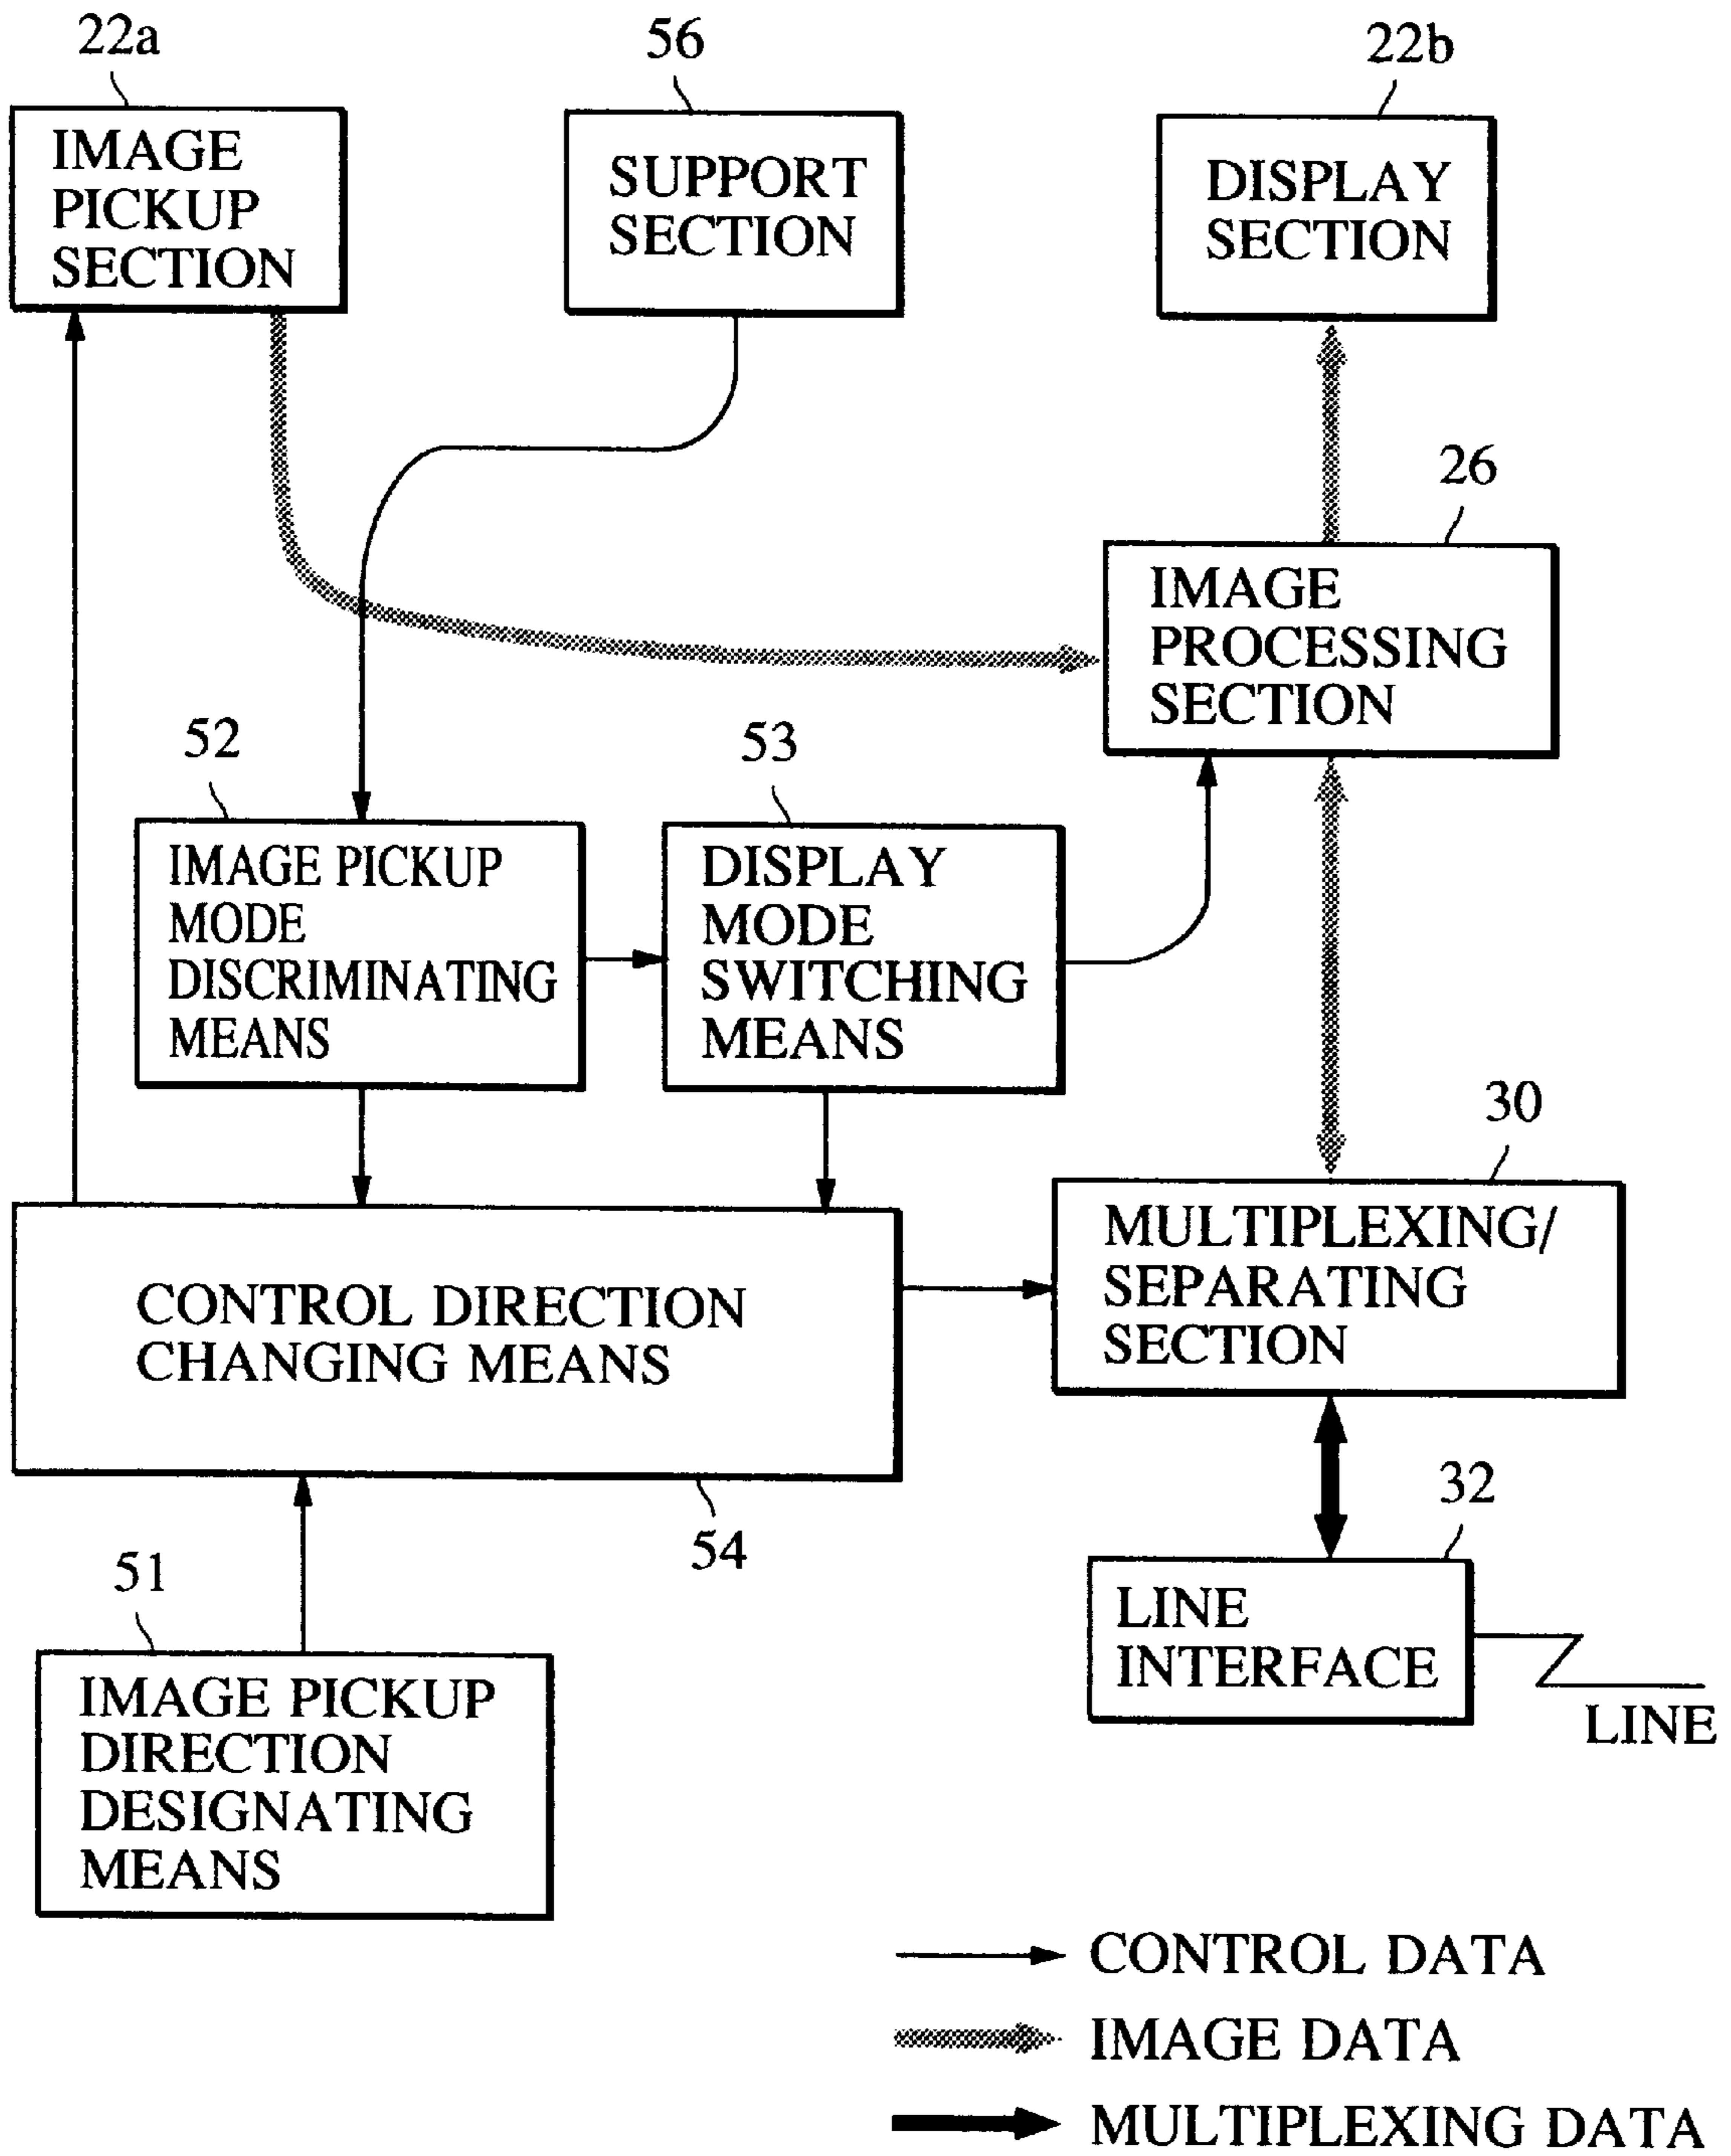 22a
56
22b
IMAGE
PICKUP
SECTION
SUPPORT
SECTION
DISPLAY
SECTION
26
IMAGE
PROCESSING
SECTION
52
53
IMAGE PICKUP
MODE
DISCRIMINATING
MEANS
DISPLAY
MODE
SWITCHING
MEANS
30
MULTIPLEXING/
SEPARATING
SECTION
CONTROL DIRECTION
CHANGING MEANS
54
32
LINE
INTERFACE
LINE
51
IMAGE PICKUP
DIRECTION
DESIGNATING
MEANS
CONTROL DATA
IMAGE DATA
MULTIPLEXING DATA